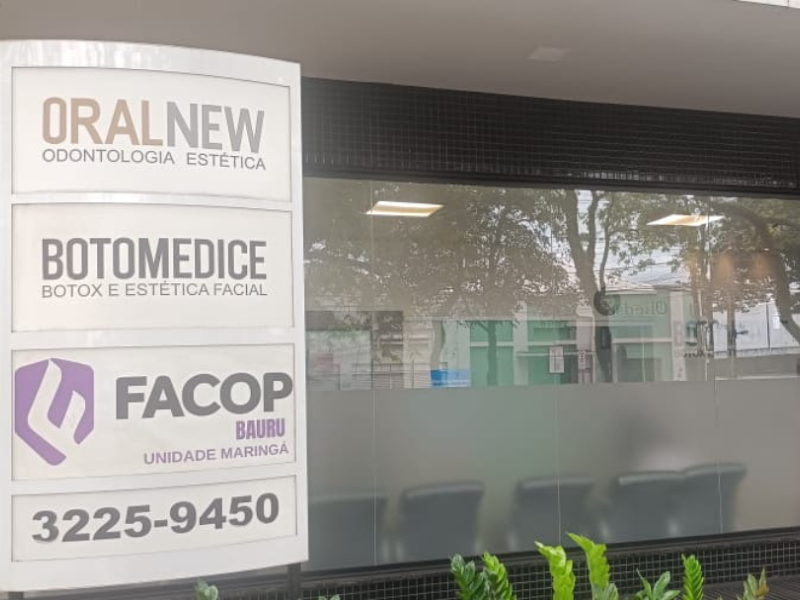 ORALNEW
ODONTOLOGIA ESTÉTICA
BOTOMEDICE
BOTOX E ESTÉTICA FACIAL
FACOP
BAURU
UNIDADE MARINGÁ
3225-9450